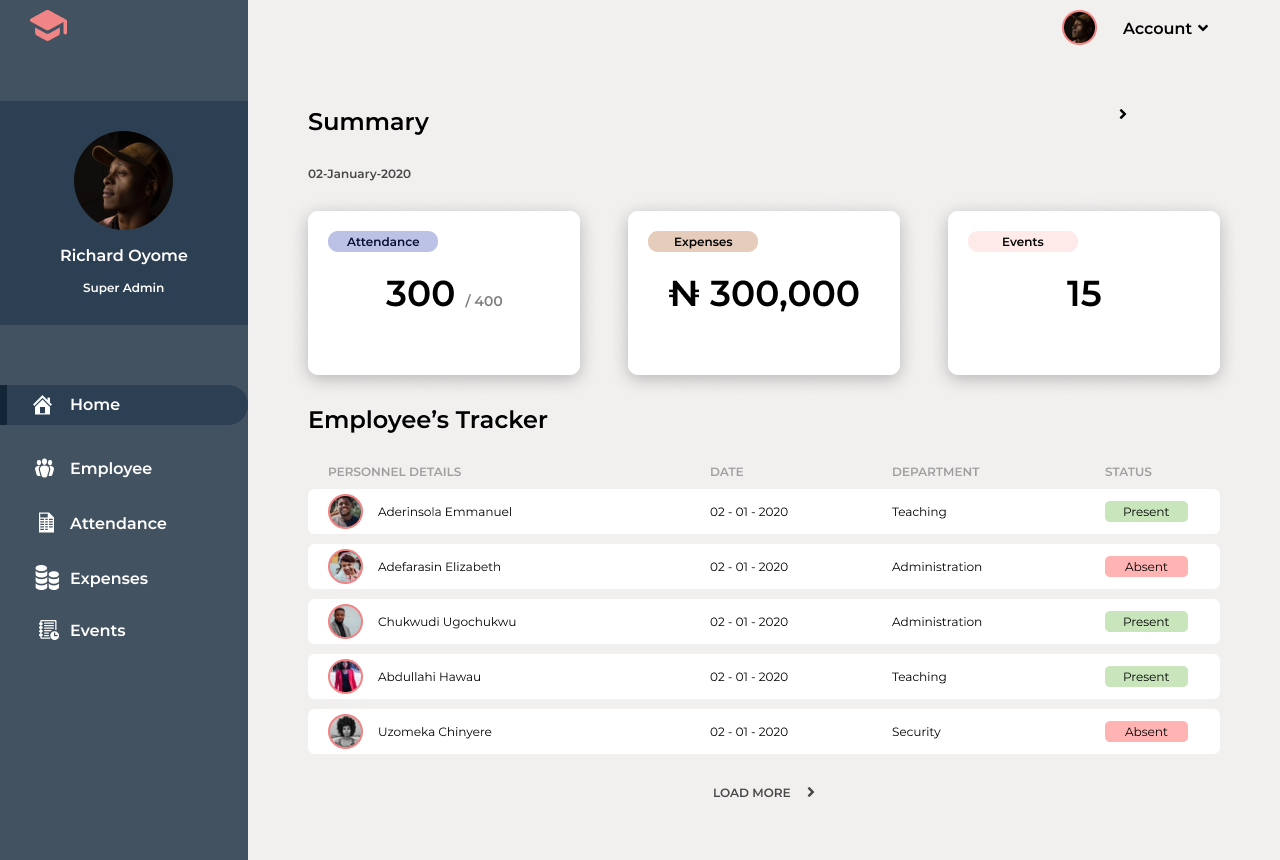 Account
Richard Oyome
Super Admin
Home
Employee
Attendance
Expenses
Events
Summary
02-January-2020
Attendance
300 / 400
Expenses
₦ 300,000
Events
15
Employee’s Tracker
PERSONNEL DETAILS DATE DEPARTMENT STATUS
Aderinsola Emmanuel 02 - 01 - 2020 Teaching Present
Adefarasin Elizabeth 02 - 01 - 2020 Administration Absent
Chukwudi Ugochukwu 02 - 01 - 2020 Administration Present
Abdullahi Hawau 02 - 01 - 2020 Teaching Present
Uzomeka Chinyere 02 - 01 - 2020 Security Absent
LOAD MORE